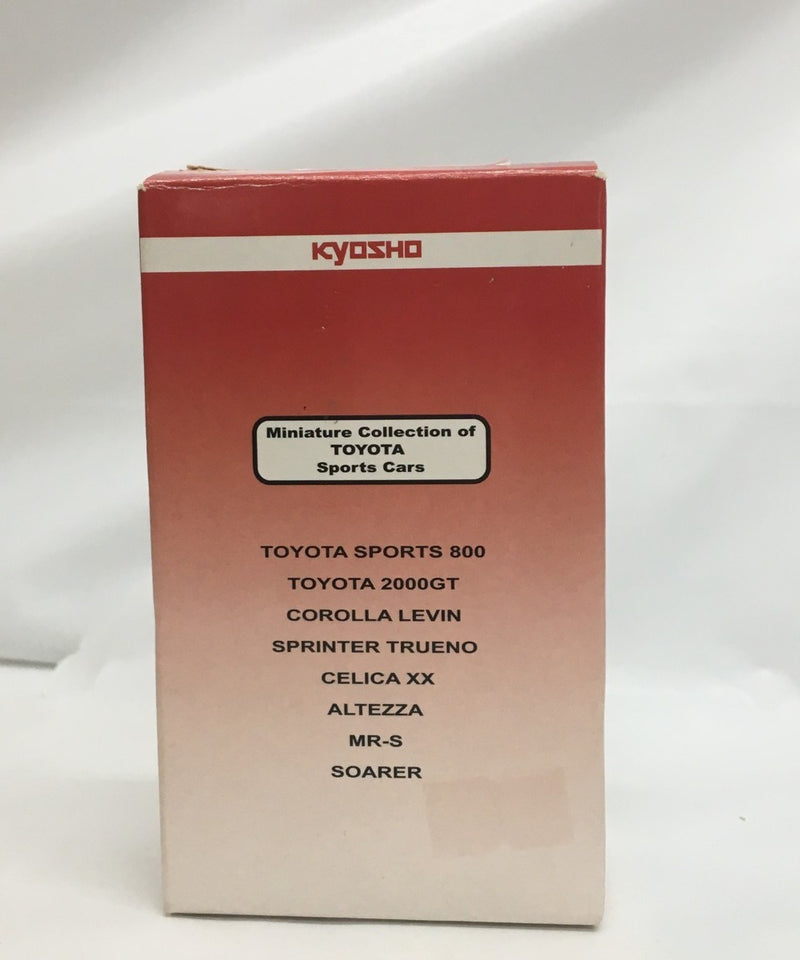 KYOSHO
Miniature Collection of
TOYOTA
Sports Cars
TOYOTA SPORTS 800
TOYOTA 2000GT
COROLLA LEVIN
SPRINTER TRUENO
CELICA XX
ALTEZZA
MR-S
SOARER